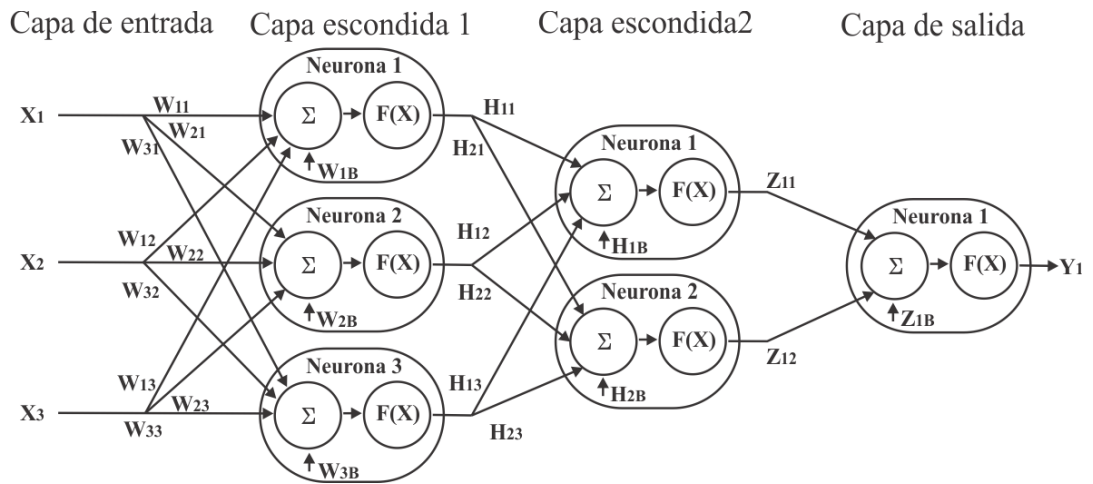 Capa de entrada
Capa escondida 1
Capa escondida2
Capa de salida
X1
W11
W21
W31
Neurona 1
Σ
F(X)
W1B
X2
W12
W22
W32
Neurona 2
Σ
F(X)
W2B
X3
W13
W23
W33
Neurona 3
Σ
F(X)
W3B
H11
H21
H12
H22
H13
H23
Neurona 1
Σ
F(X)
H1B
Neurona 2
Σ
F(X)
H2B
Z11
Z12
Neurona 1
Σ
F(X)
Z1B
Y1